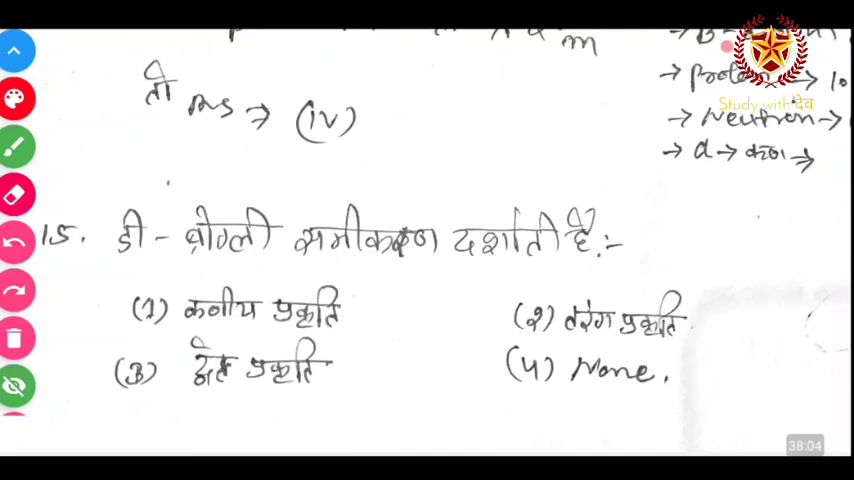 m
→ Proton → 10
Study with देव
तो Ans ⇒ (iv)
→ Neutron →
→ α → कण →
15. डी - ब्रोग्ली समीकरण दर्शाती है :-
(1) कणीय प्रकृति (2) तरंग प्रकृति
(3) द्वैत प्रकृति (4) None.
38:04